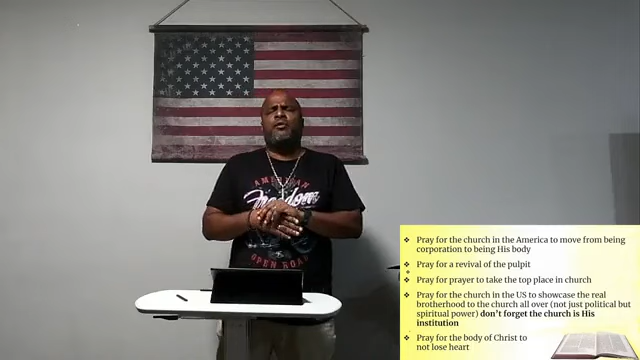 AMERICAN
Freedom
OPEN ROAD
Pray for the church in the America to move from being
corporation to being His body
Pray for a revival of the pulpit
Pray for prayer to take the top place in church
Pray for the church in the US to showcase the real
brotherhood to the church all over (not just political but
spiritual power) don't forget the church is His
institution
Pray for the body of Christ to
not lose heart